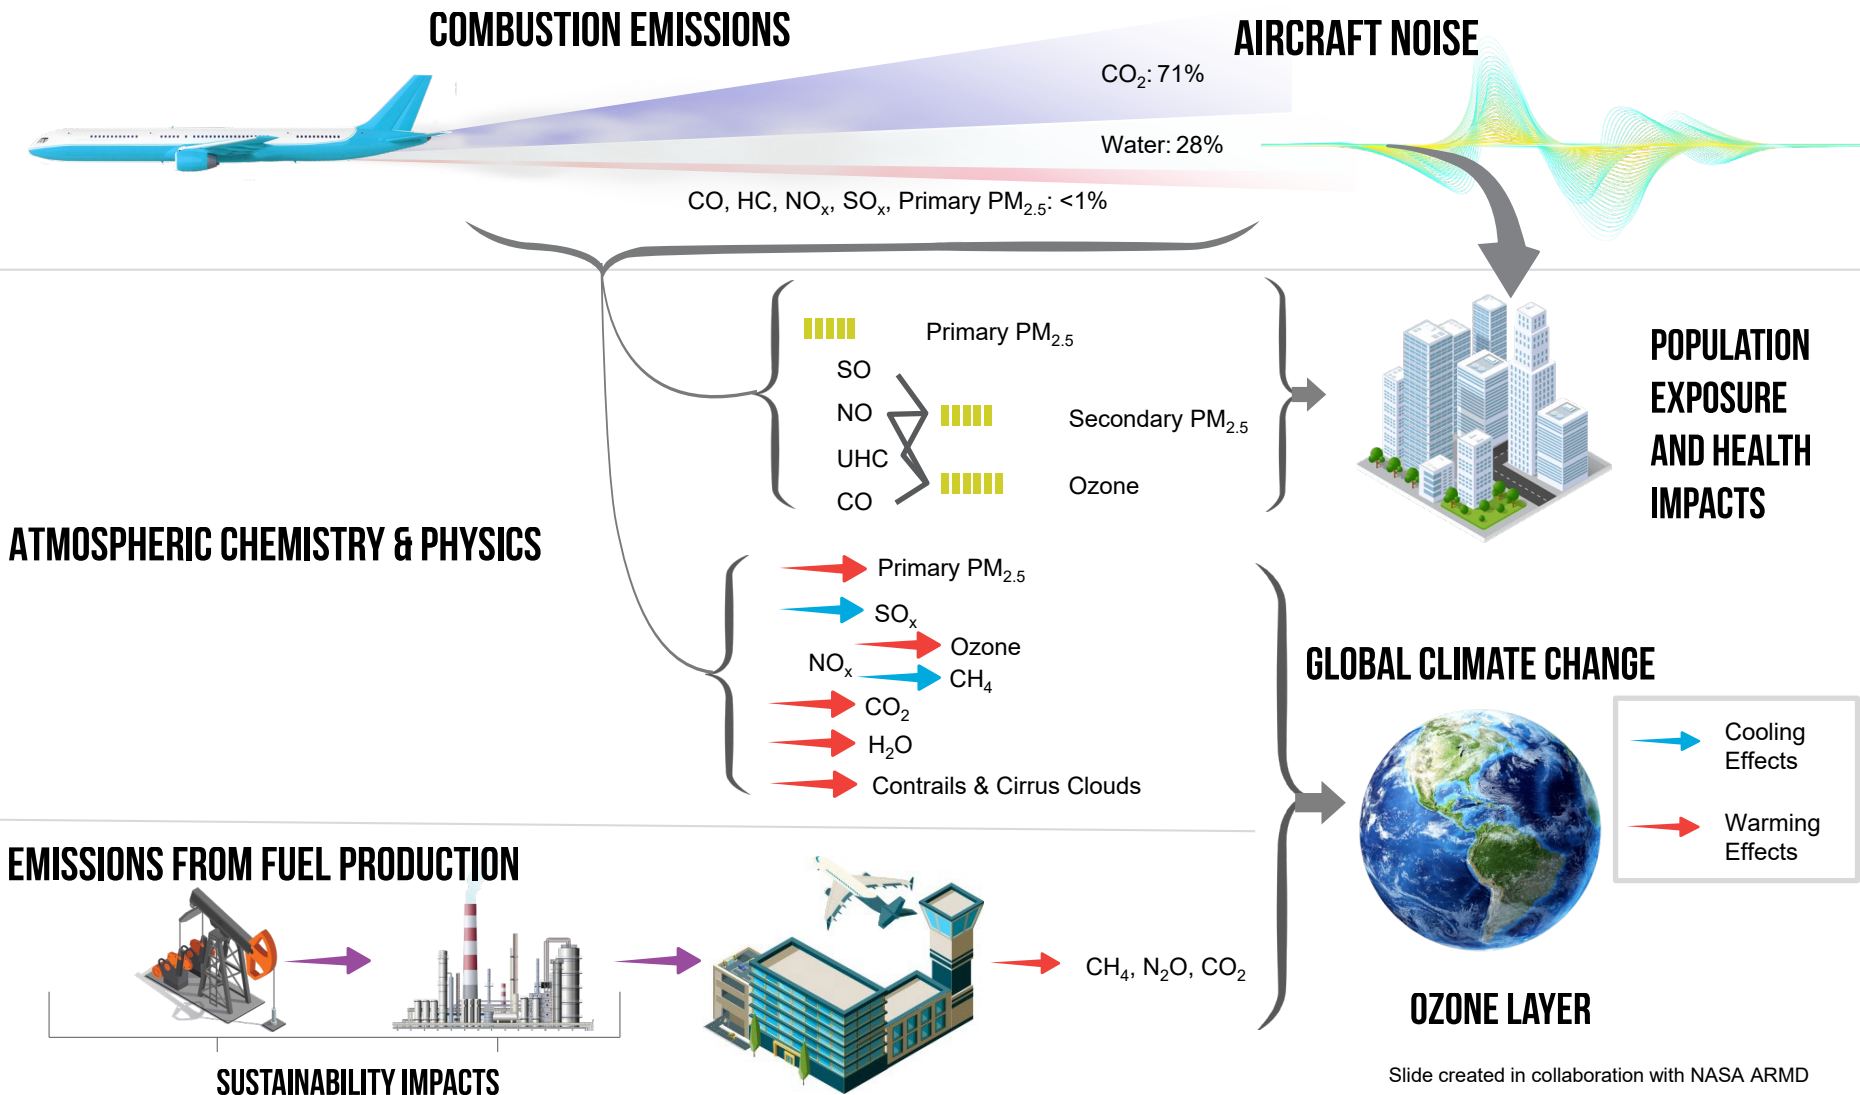 COMBUSTION EMISSIONS
AIRCRAFT NOISE
CO₂: 71%
Water: 28%
CO, HC, NOₓ, SOₓ, Primary PM₂.₅: <1%
Primary PM₂.₅
SO
NO
UHC
CO
Secondary PM₂.₅
Ozone
POPULATION
EXPOSURE
AND HEALTH
IMPACTS
ATMOSPHERIC CHEMISTRY & PHYSICS
Primary PM₂.₅
SOₓ
Ozone
NOₓ
CH₄
CO₂
H₂O
Contrails & Cirrus Clouds
GLOBAL CLIMATE CHANGE
Cooling
Effects
Warming
Effects
EMISSIONS FROM FUEL PRODUCTION
CH₄, N₂O, CO₂
OZONE LAYER
SUSTAINABILITY IMPACTS
Slide created in collaboration with NASA ARMD